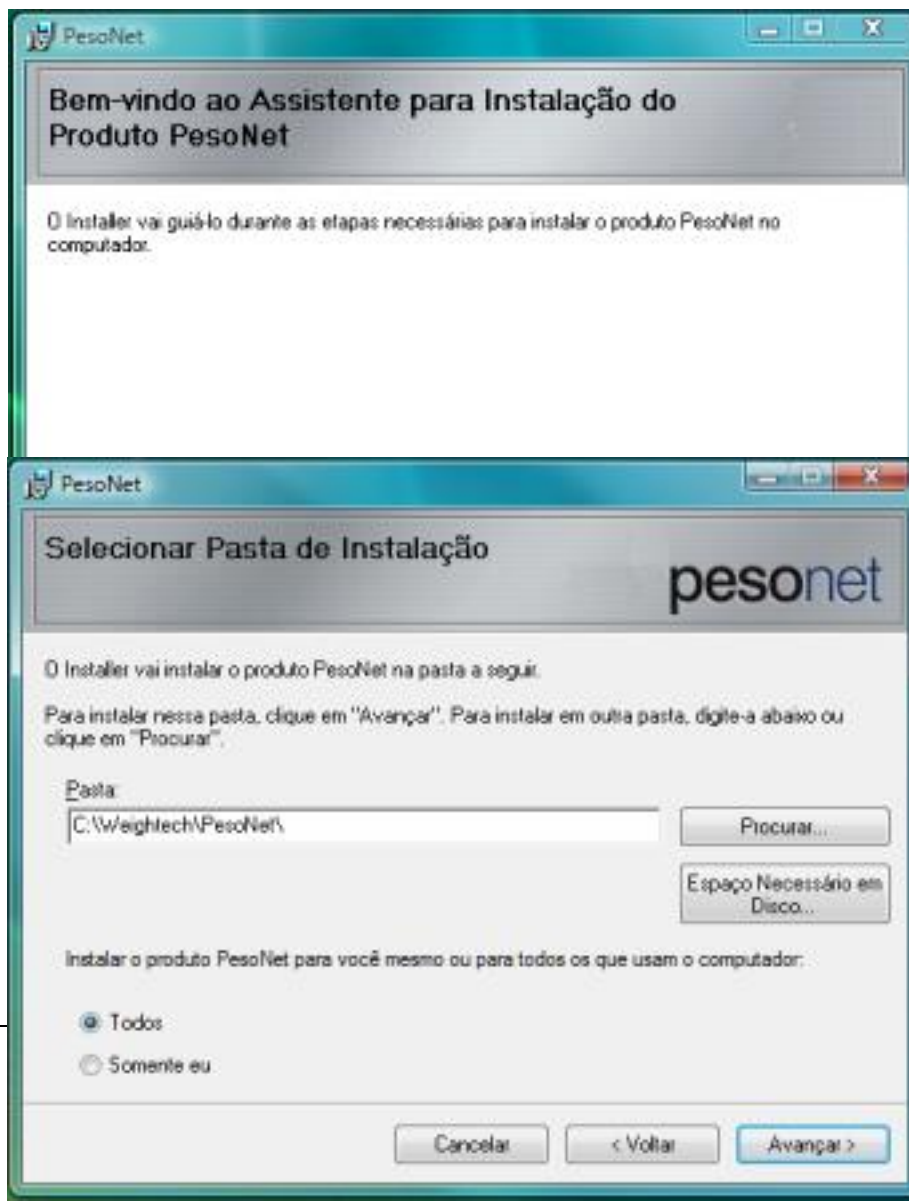 PesoNet
Bem-vindo ao Assistente para Instalação do
Produto PesoNet
O Installer vai guiá-lo durante as etapas necessárias para instalar o produto PesoNet no
computador.
PesoNet
Selecionar Pasta de Instalação
pesonet
O Installer vai instalar o produto PesoNet na pasta a seguir.
Para instalar nessa pasta, clique em "Avançar". Para instalar em outra pasta, digite-a abaixo ou
clique em "Procurar".
Pasta:
C:\Weightech\PesoNet\
Procurar...
Espaço Necessário em
Disco...
Instalar o produto PesoNet para você mesmo ou para todos os que usam o computador:
Todos
Somente eu
Cancelar
< Voltar
Avançar >